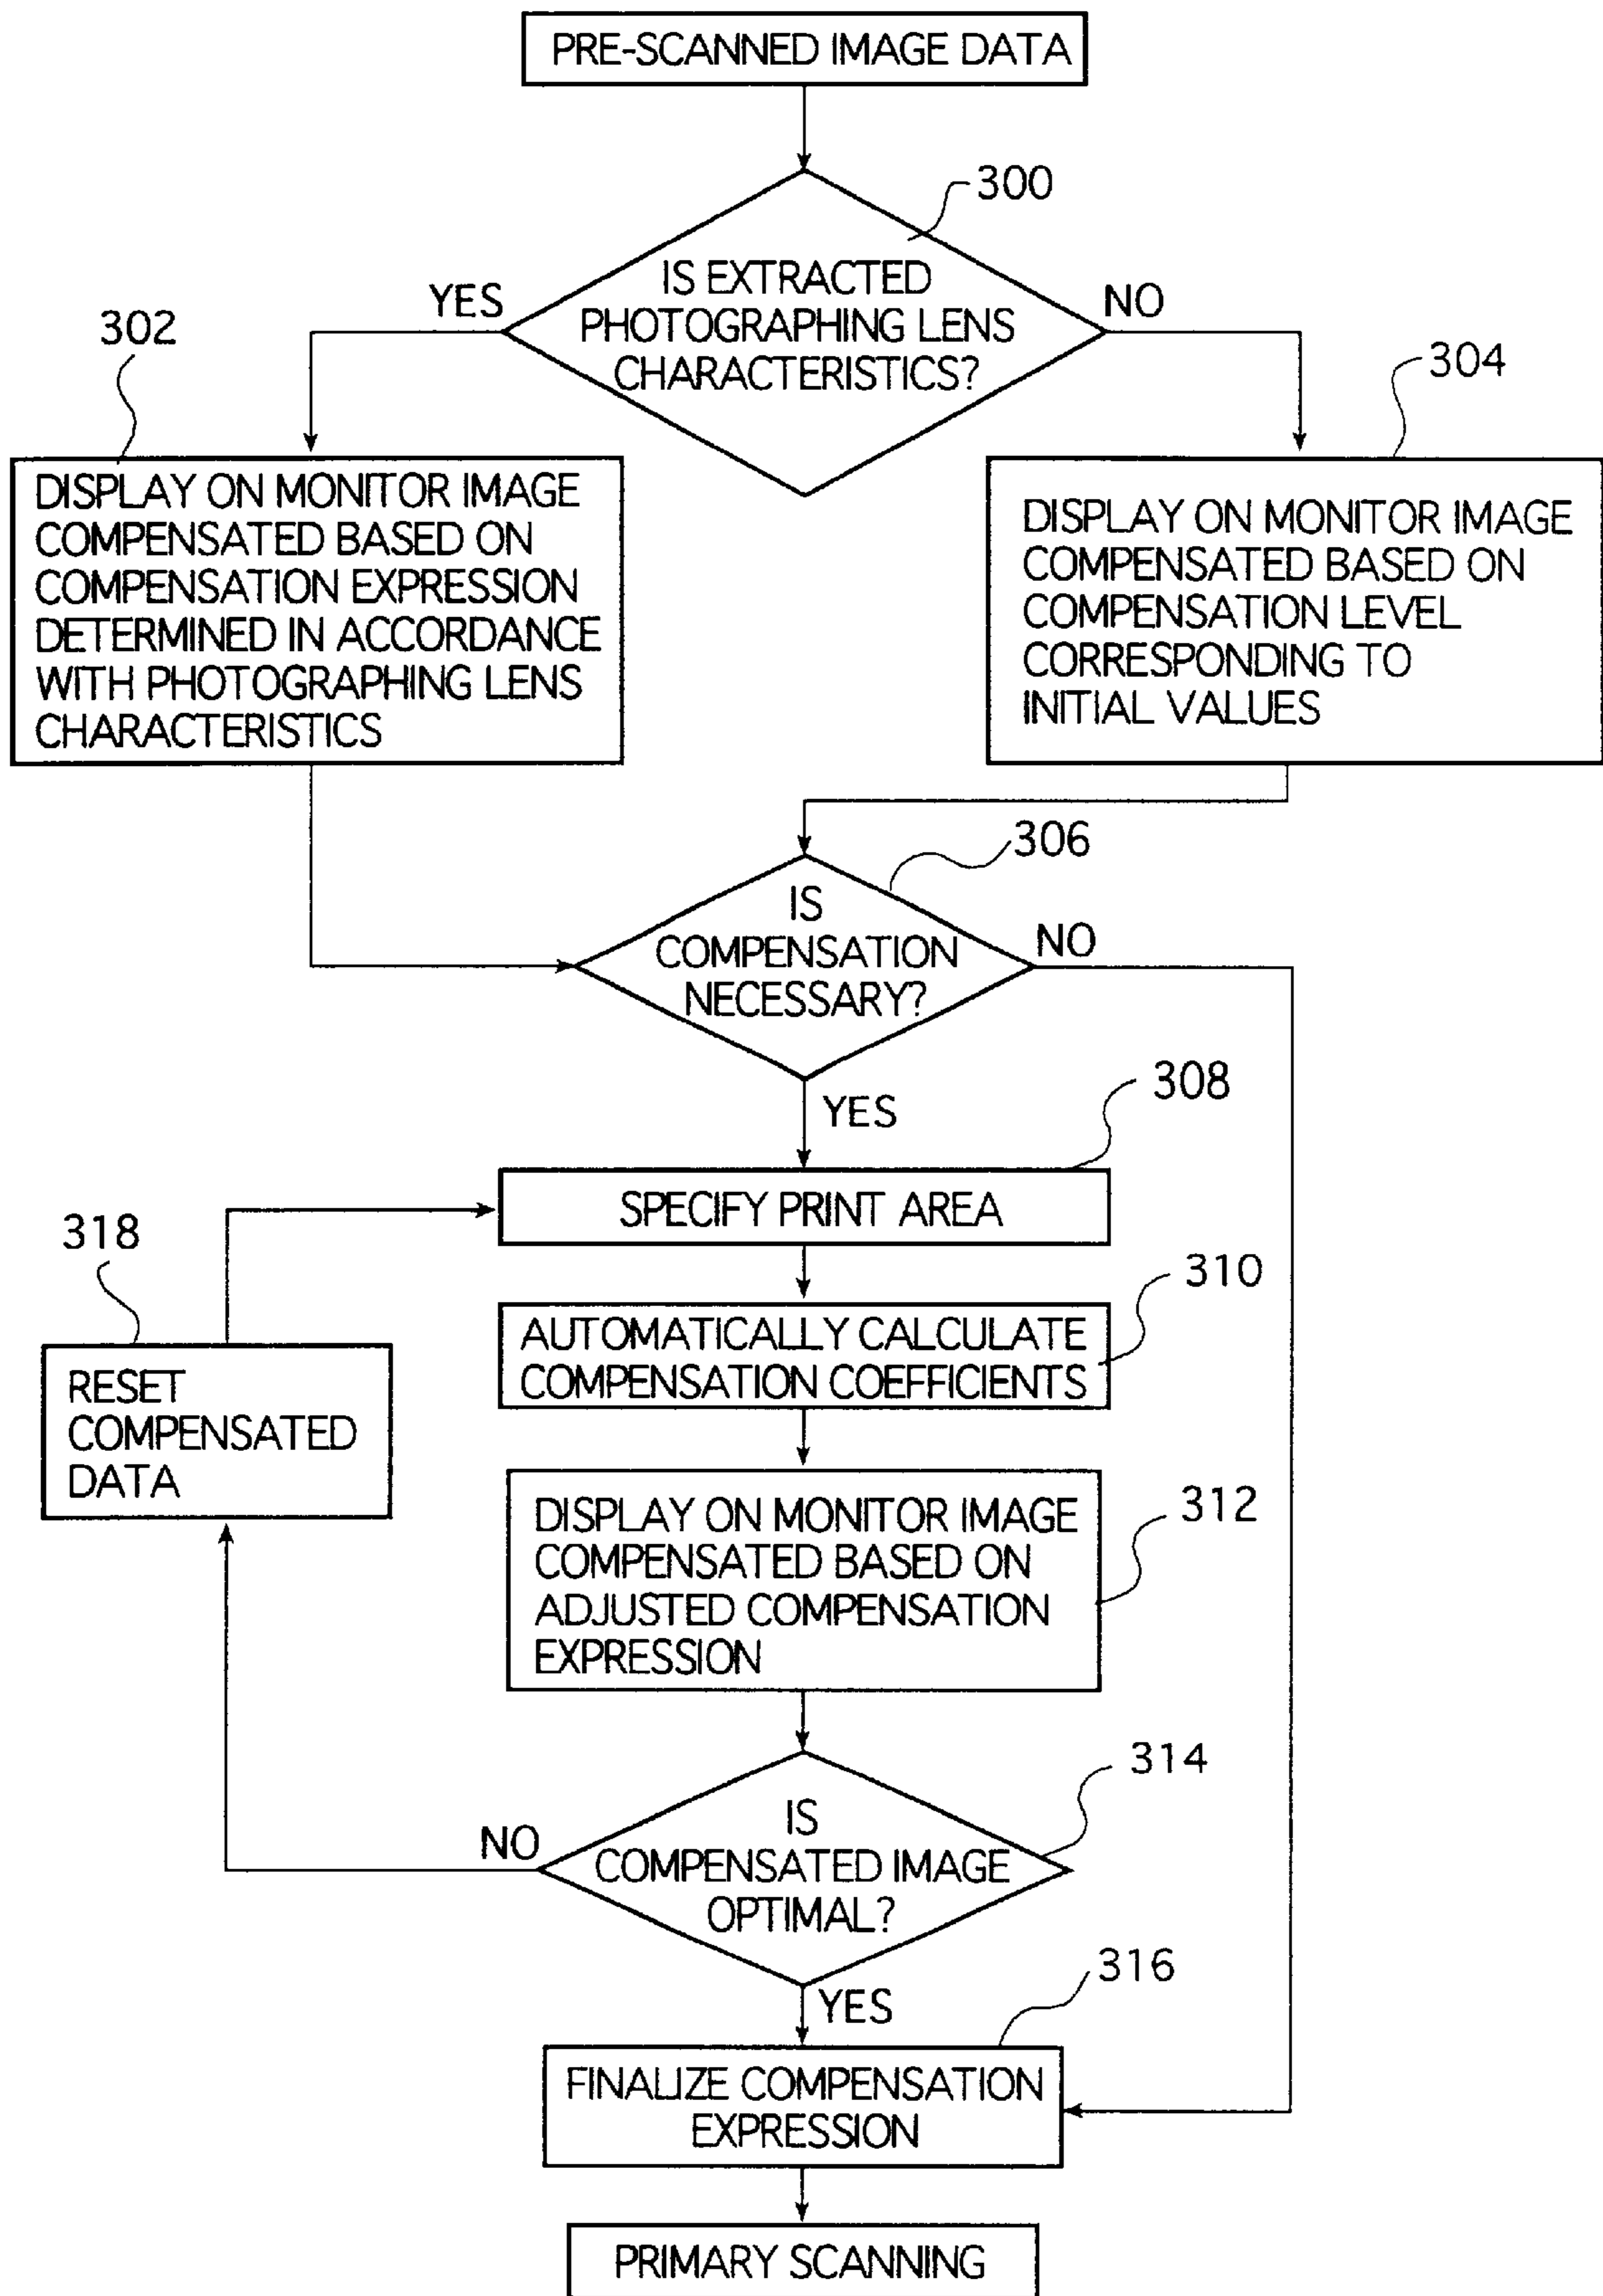 PRE-SCANNED IMAGE DATA
300
IS EXTRACTED
PHOTOGRAPHING LENS
CHARACTERISTICS?
YES
NO
302
DISPLAY ON MONITOR IMAGE
COMPENSATED BASED ON
COMPENSATION EXPRESSION
DETERMINED IN ACCORDANCE
WITH PHOTOGRAPHING LENS
CHARACTERISTICS
304
DISPLAY ON MONITOR IMAGE
COMPENSATED BASED ON
COMPENSATION LEVEL
CORRESPONDING TO
INITIAL VALUES
306
IS
COMPENSATION
NECESSARY?
NO
YES
308
SPECIFY PRINT AREA
318
RESET
COMPENSATED
DATA
310
AUTOMATICALLY CALCULATE
COMPENSATION COEFFICIENTS
312
DISPLAY ON MONITOR IMAGE
COMPENSATED BASED ON
ADJUSTED COMPENSATION
EXPRESSION
314
IS
COMPENSATED IMAGE
OPTIMAL?
NO
YES
316
FINALIZE COMPENSATION
EXPRESSION
PRIMARY SCANNING